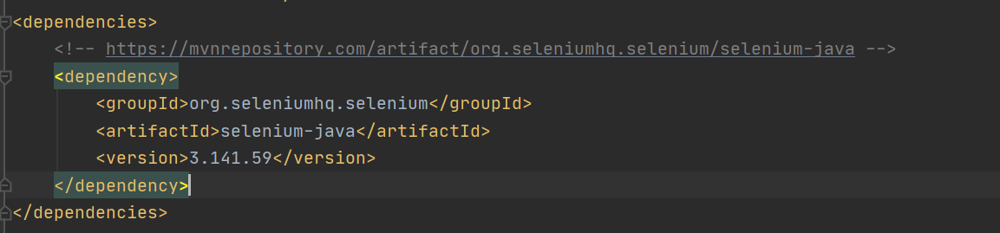 <dependencies>
<!-- https://mvnrepository.com/artifact/org.seleniumhq.selenium/selenium-java -->
<dependency>
<groupId>org.seleniumhq.selenium</groupId>
<artifactId>selenium-java</artifactId>
<version>3.141.59</version>
</dependency>
</dependencies>